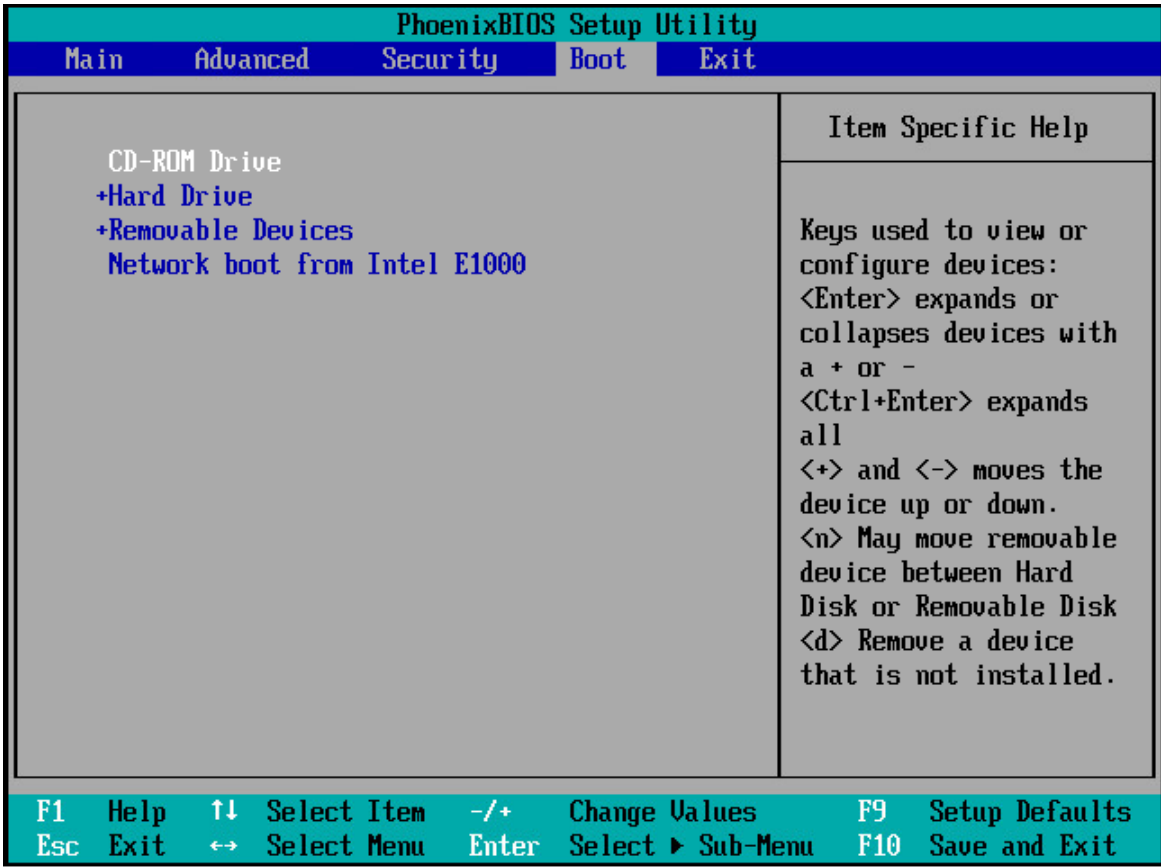 PhoenixBIOS Setup Utility
Main Advanced Security Boot Exit
CD-ROM Drive
+Hard Drive
+Removable Devices
Network boot from Intel E1000
Item Specific Help
Keys used to view or
configure devices:
<Enter> expands or
collapses devices with
a + or -
<Ctrl+Enter> expands
all
<+> and <-> moves the
device up or down.
<n> May move removable
device between Hard
Disk or Removable Disk
<d> Remove a device
that is not installed.
F1 Help ↑↓ Select Item -/+ Change Values F9 Setup Defaults
Esc Exit ↔ Select Menu Enter Select ▶ Sub-Menu F10 Save and Exit